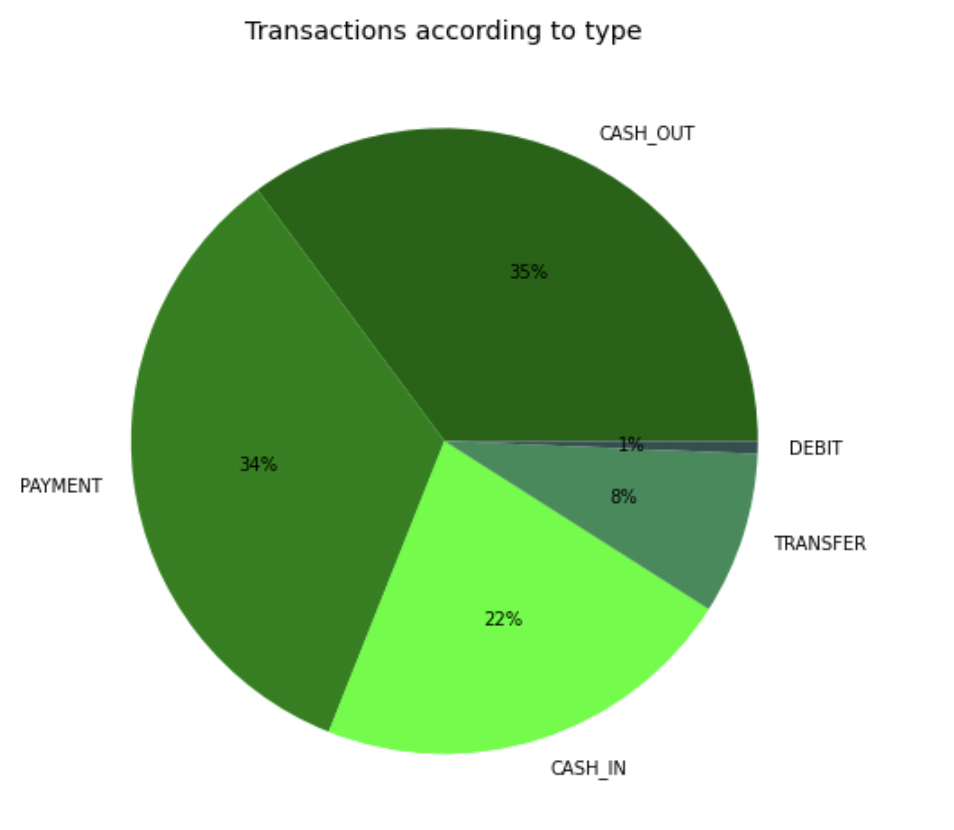 Transactions according to type
CASH_OUT
35%
1%
DEBIT
34%
8%
PAYMENT
TRANSFER
22%
CASH_IN